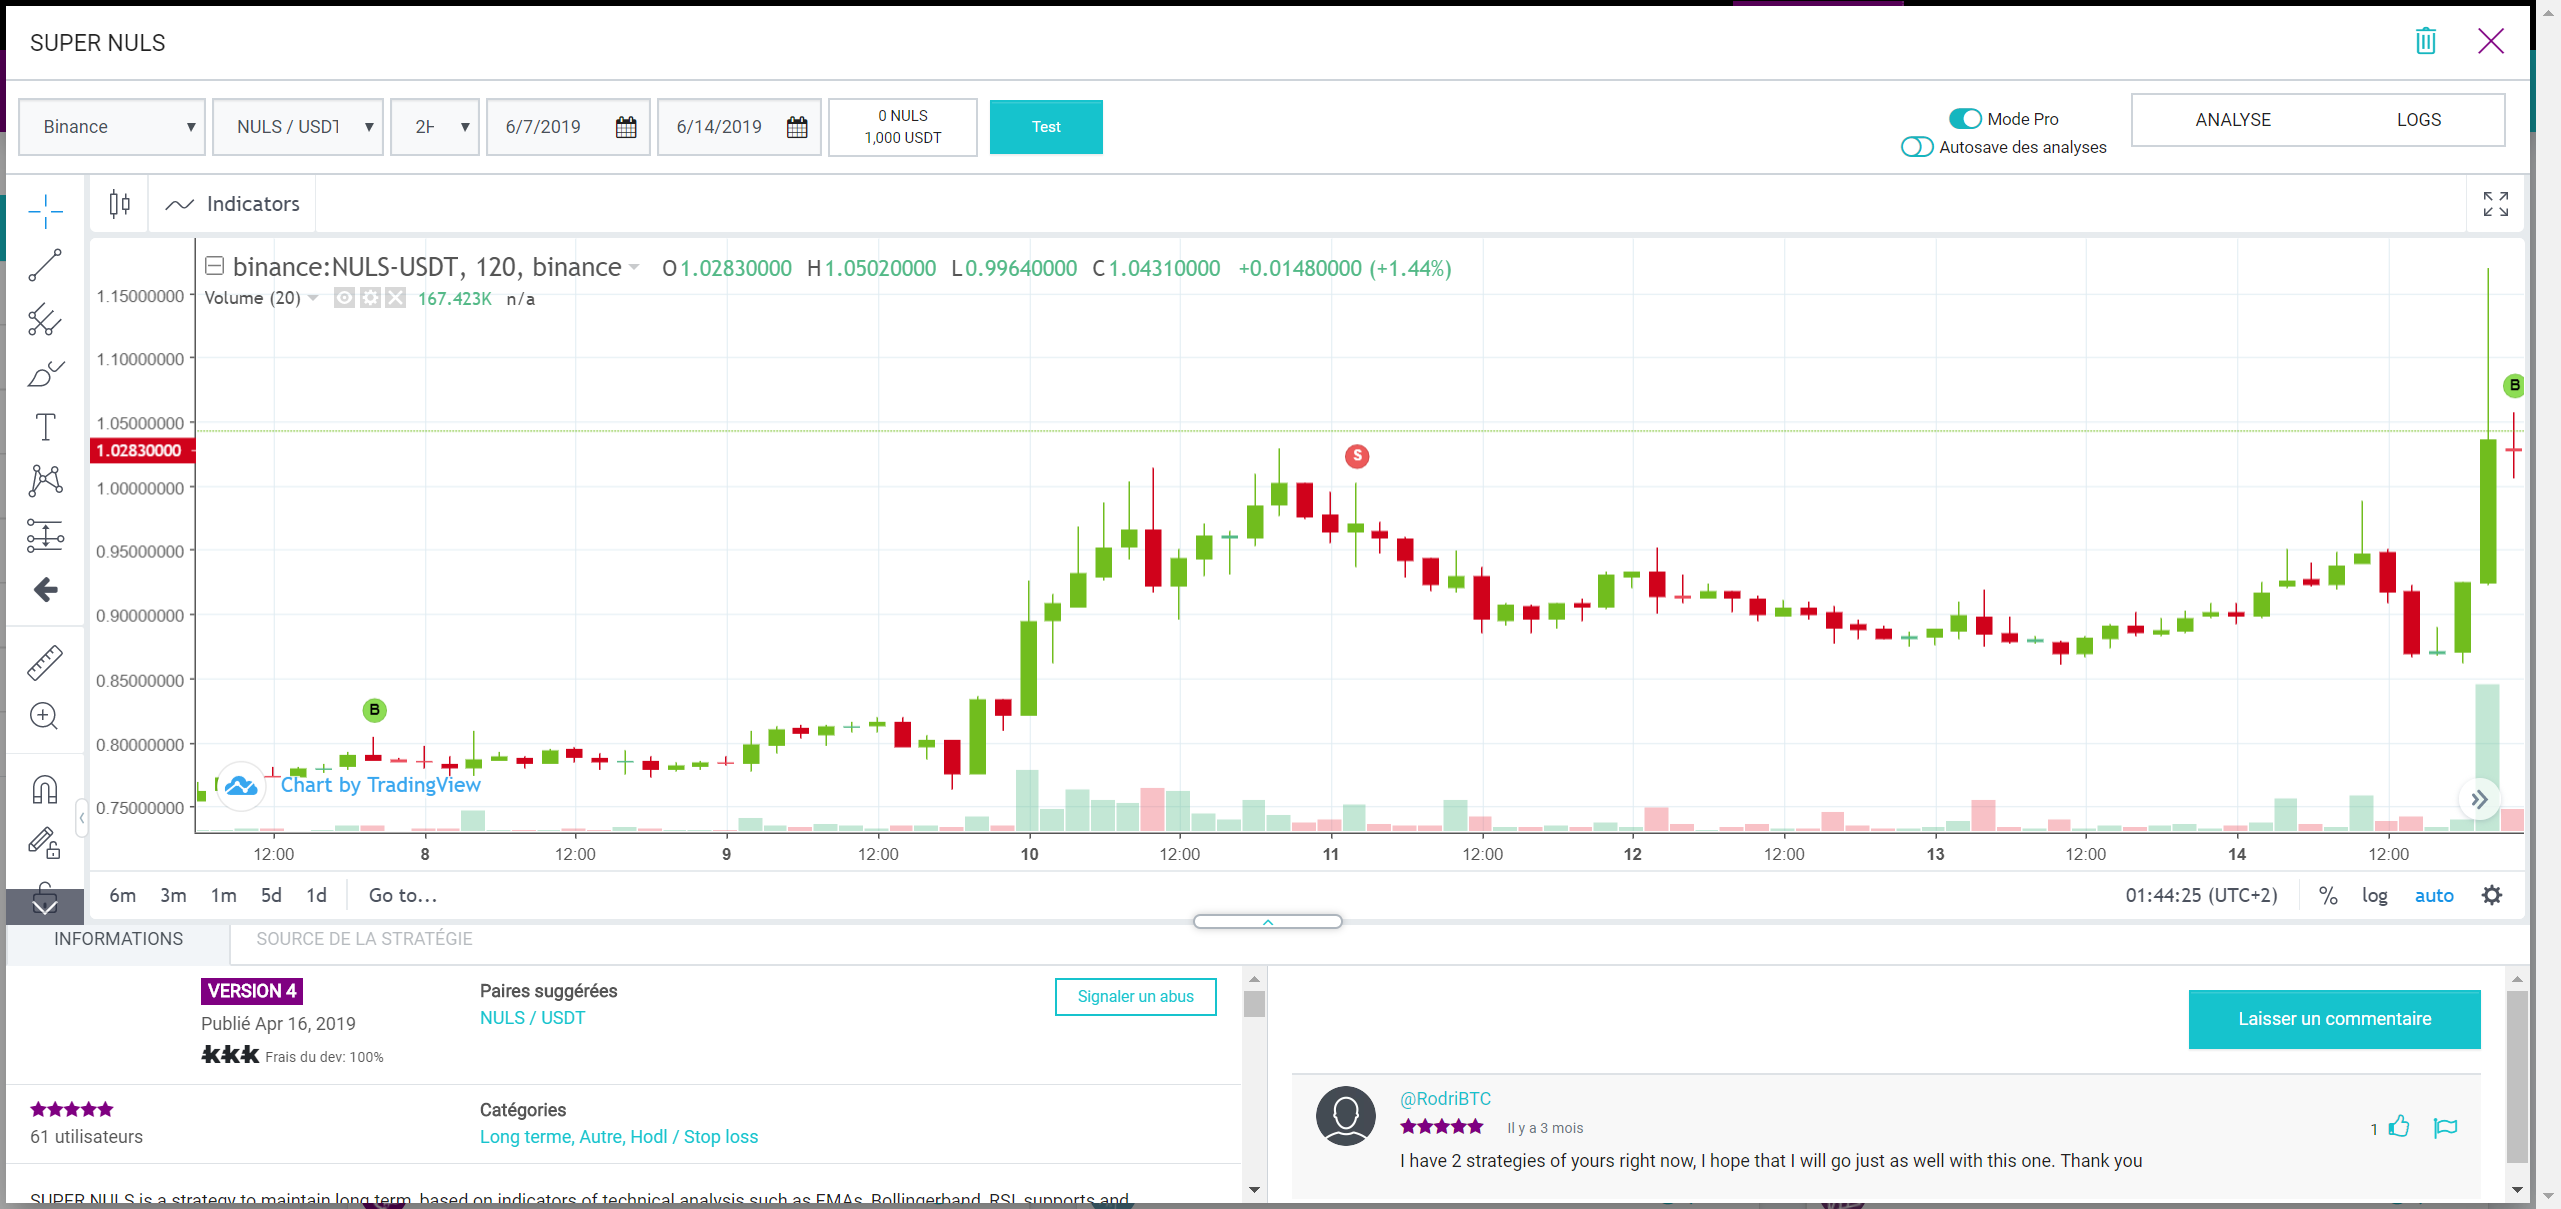 SUPER NULS
Binance
NULS / USDT
2H
6/7/2019
6/14/2019
0 NULS
1,000 USDT
Test
Mode Pro
Autosave des analyses
ANALYSE
LOGS
Indicators
binance:NULS-USDT, 120, binance O1.02830000 H1.05020000 L0.99640000 C1.04310000 +0.01480000 (+1.44%)
Volume (20) 167.423K n/a
1.15000000
1.10000000
1.05000000
1.02830000
1.00000000
0.95000000
0.90000000
0.85000000
0.80000000
0.75000000
B
S
B
Chart by TradingView
12:00 8 12:00 9 12:00 10 12:00 11 12:00 12 12:00 13 12:00 14 12:00
6m 3m 1m 5d 1d Go to... 01:44:25 (UTC+2) % log auto
INFORMATIONS
SOURCE DE LA STRATÉGIE
VERSION 4
Publié Apr 16, 2019
Frais du dev: 100%
Paires suggérées
NULS / USDT
Signaler un abus
61 utilisateurs
Catégories
Long terme, Autre, Hodl / Stop loss
SUPER NULS is a strategy to maintain long term, based on indicators of technical analysis such as EMAs, Bollingerband, RSI, supports and
Laisser un commentaire
@RodriBTC
Il y a 3 mois
1
I have 2 strategies of yours right now, I hope that I will go just as well with this one. Thank you